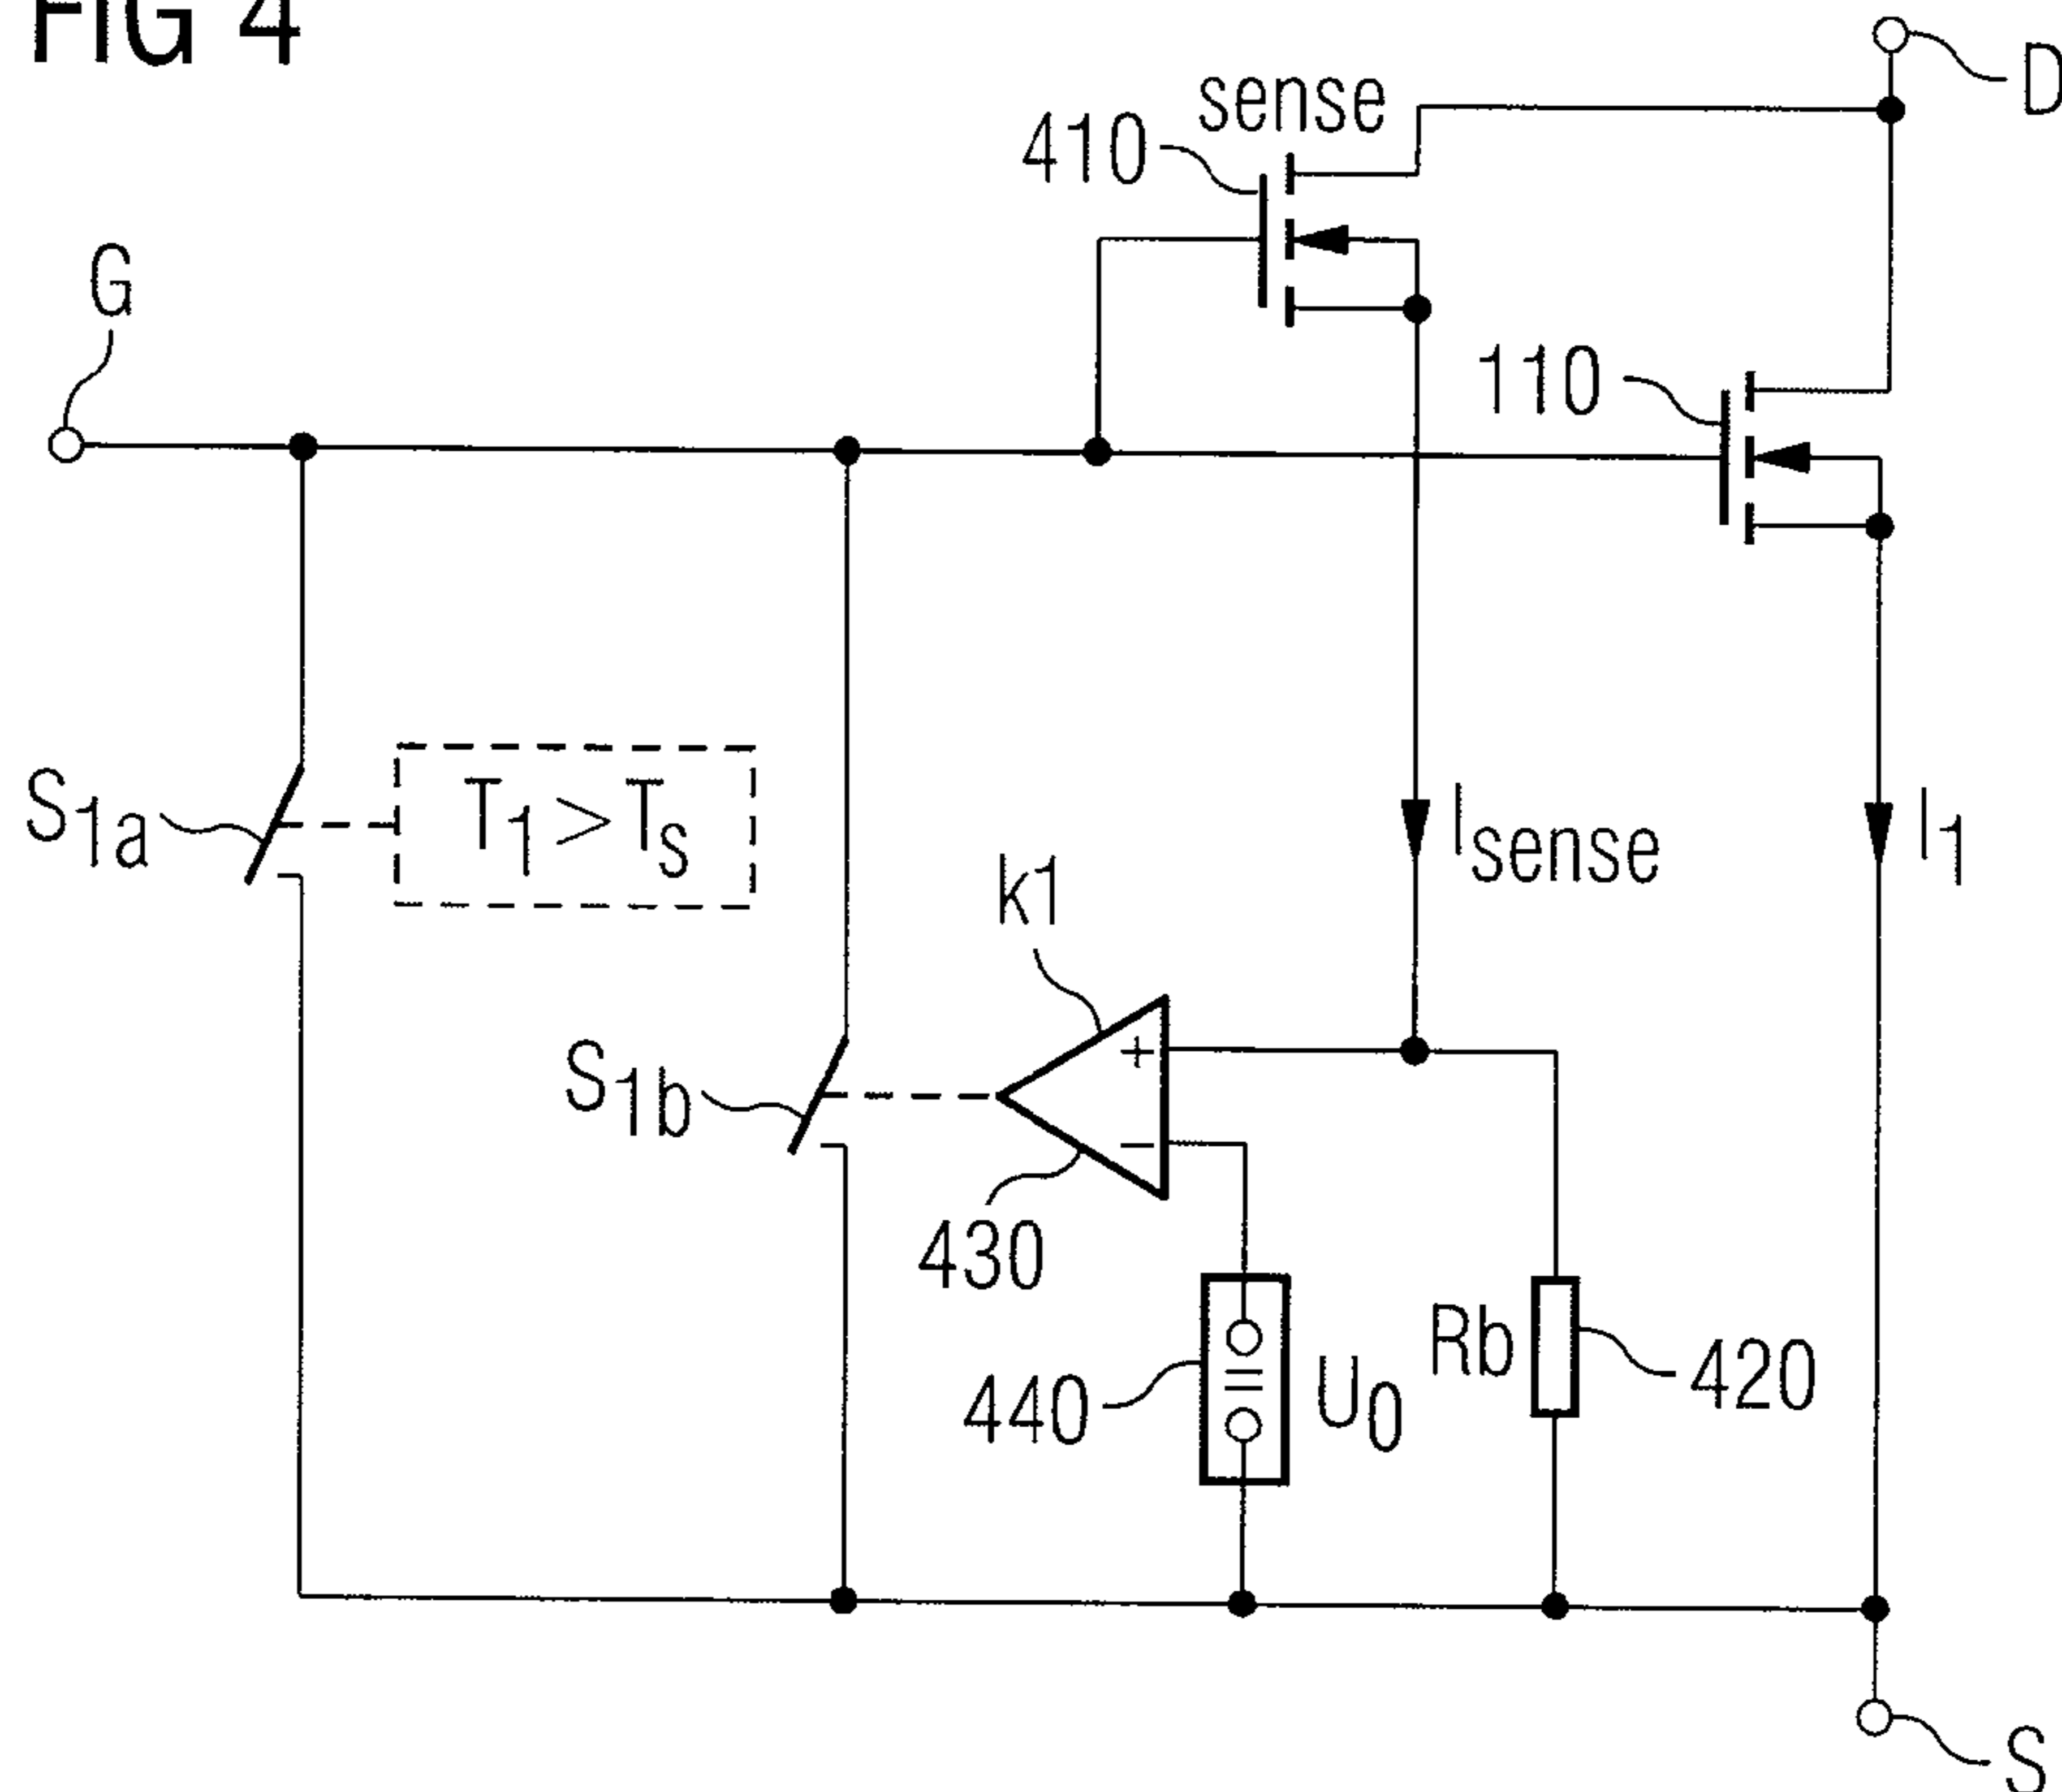 FIG 4
D
sense
410
G
110
S1a
T1 > Ts
Isense
I1
k1
+
S1b
−
430
Rb
420
440
U0
S